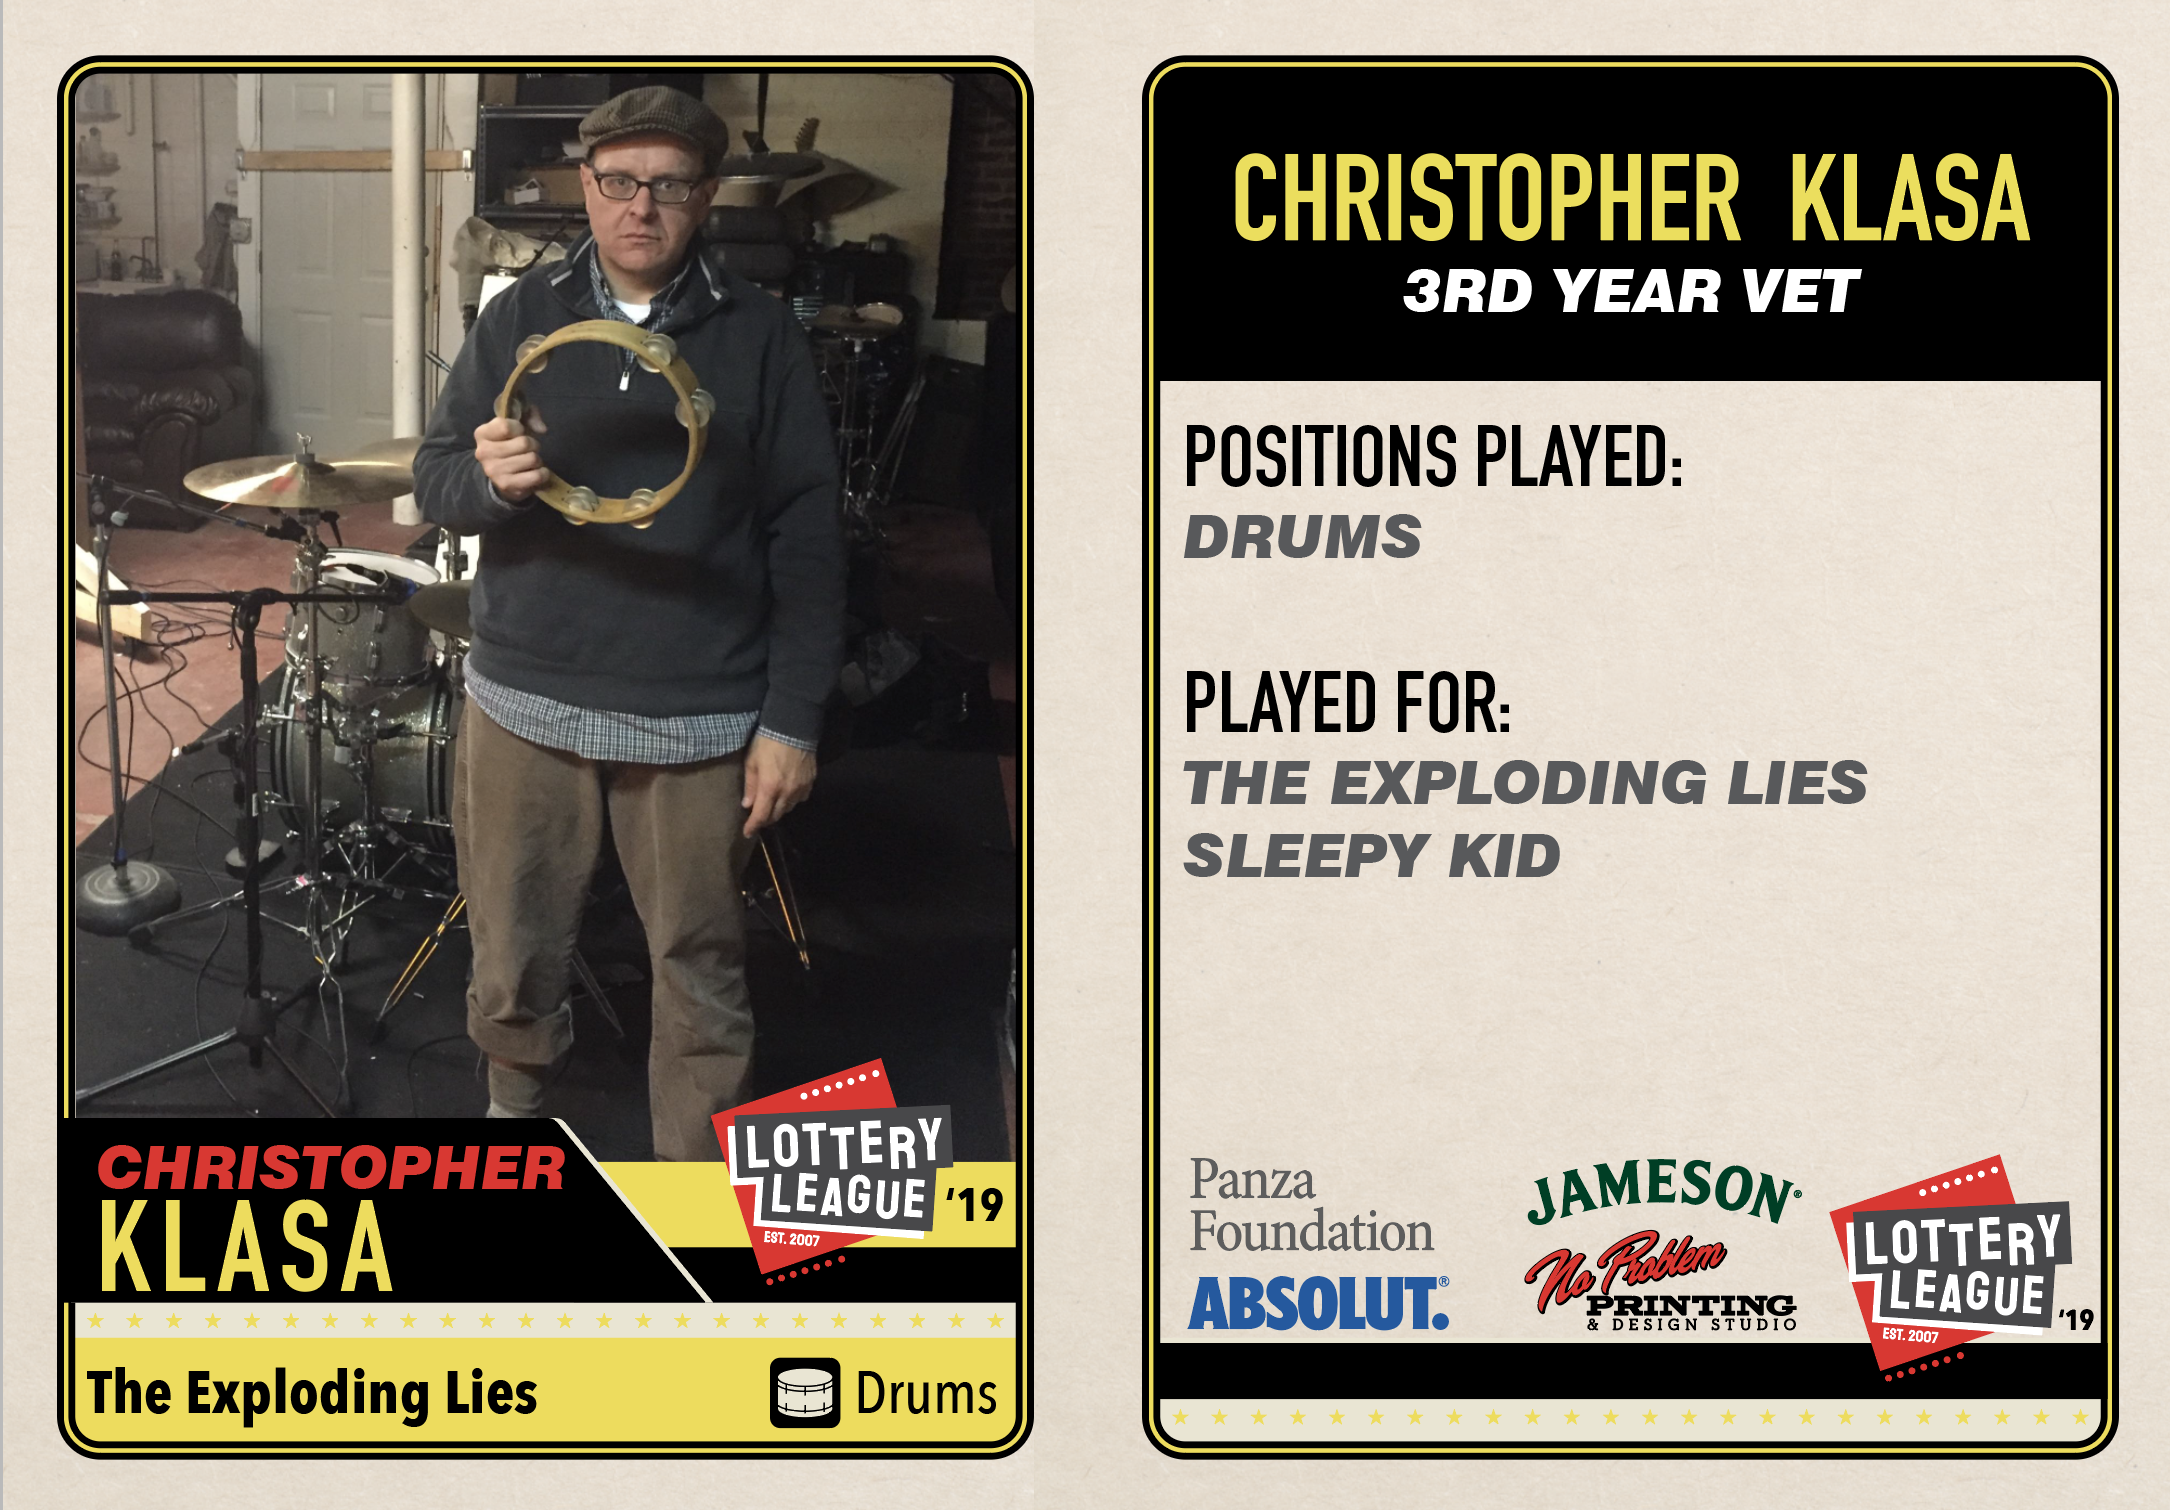 CHRISTOPHER
KLASA
LOTTERY
LEAGUE
EST. 2007
'19
The Exploding Lies
Drums
CHRISTOPHER KLASA
3RD YEAR VET
POSITIONS PLAYED:
DRUMS
PLAYED FOR:
THE EXPLODING LIES
SLEEPY KID
Panza
Foundation
ABSOLUT.®
JAMESON®
No Problem
PRINTING
& DESIGN STUDIO
LOTTERY
LEAGUE
EST. 2007
'19